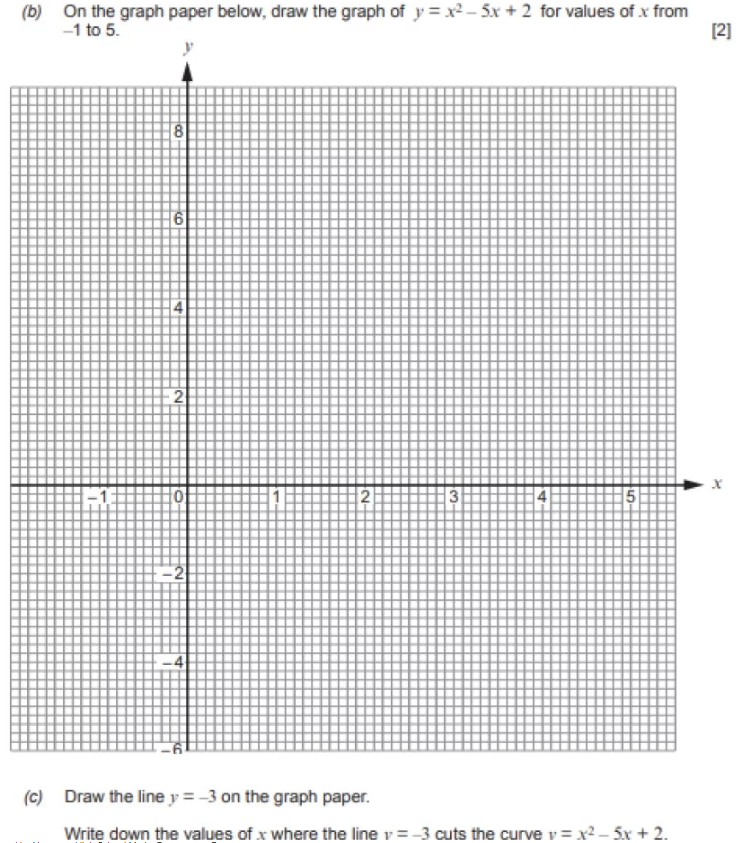 (b) On the graph paper below, draw the graph of y = x² – 5x + 2 for values of x from
–1 to 5.
[2]
y
8
6
4
2
–1 0 1 2 3 4 5 x
–2
–4
–6
(c) Draw the line y = –3 on the graph paper.
Write down the values of x where the line y = –3 cuts the curve y = x² – 5x + 2.